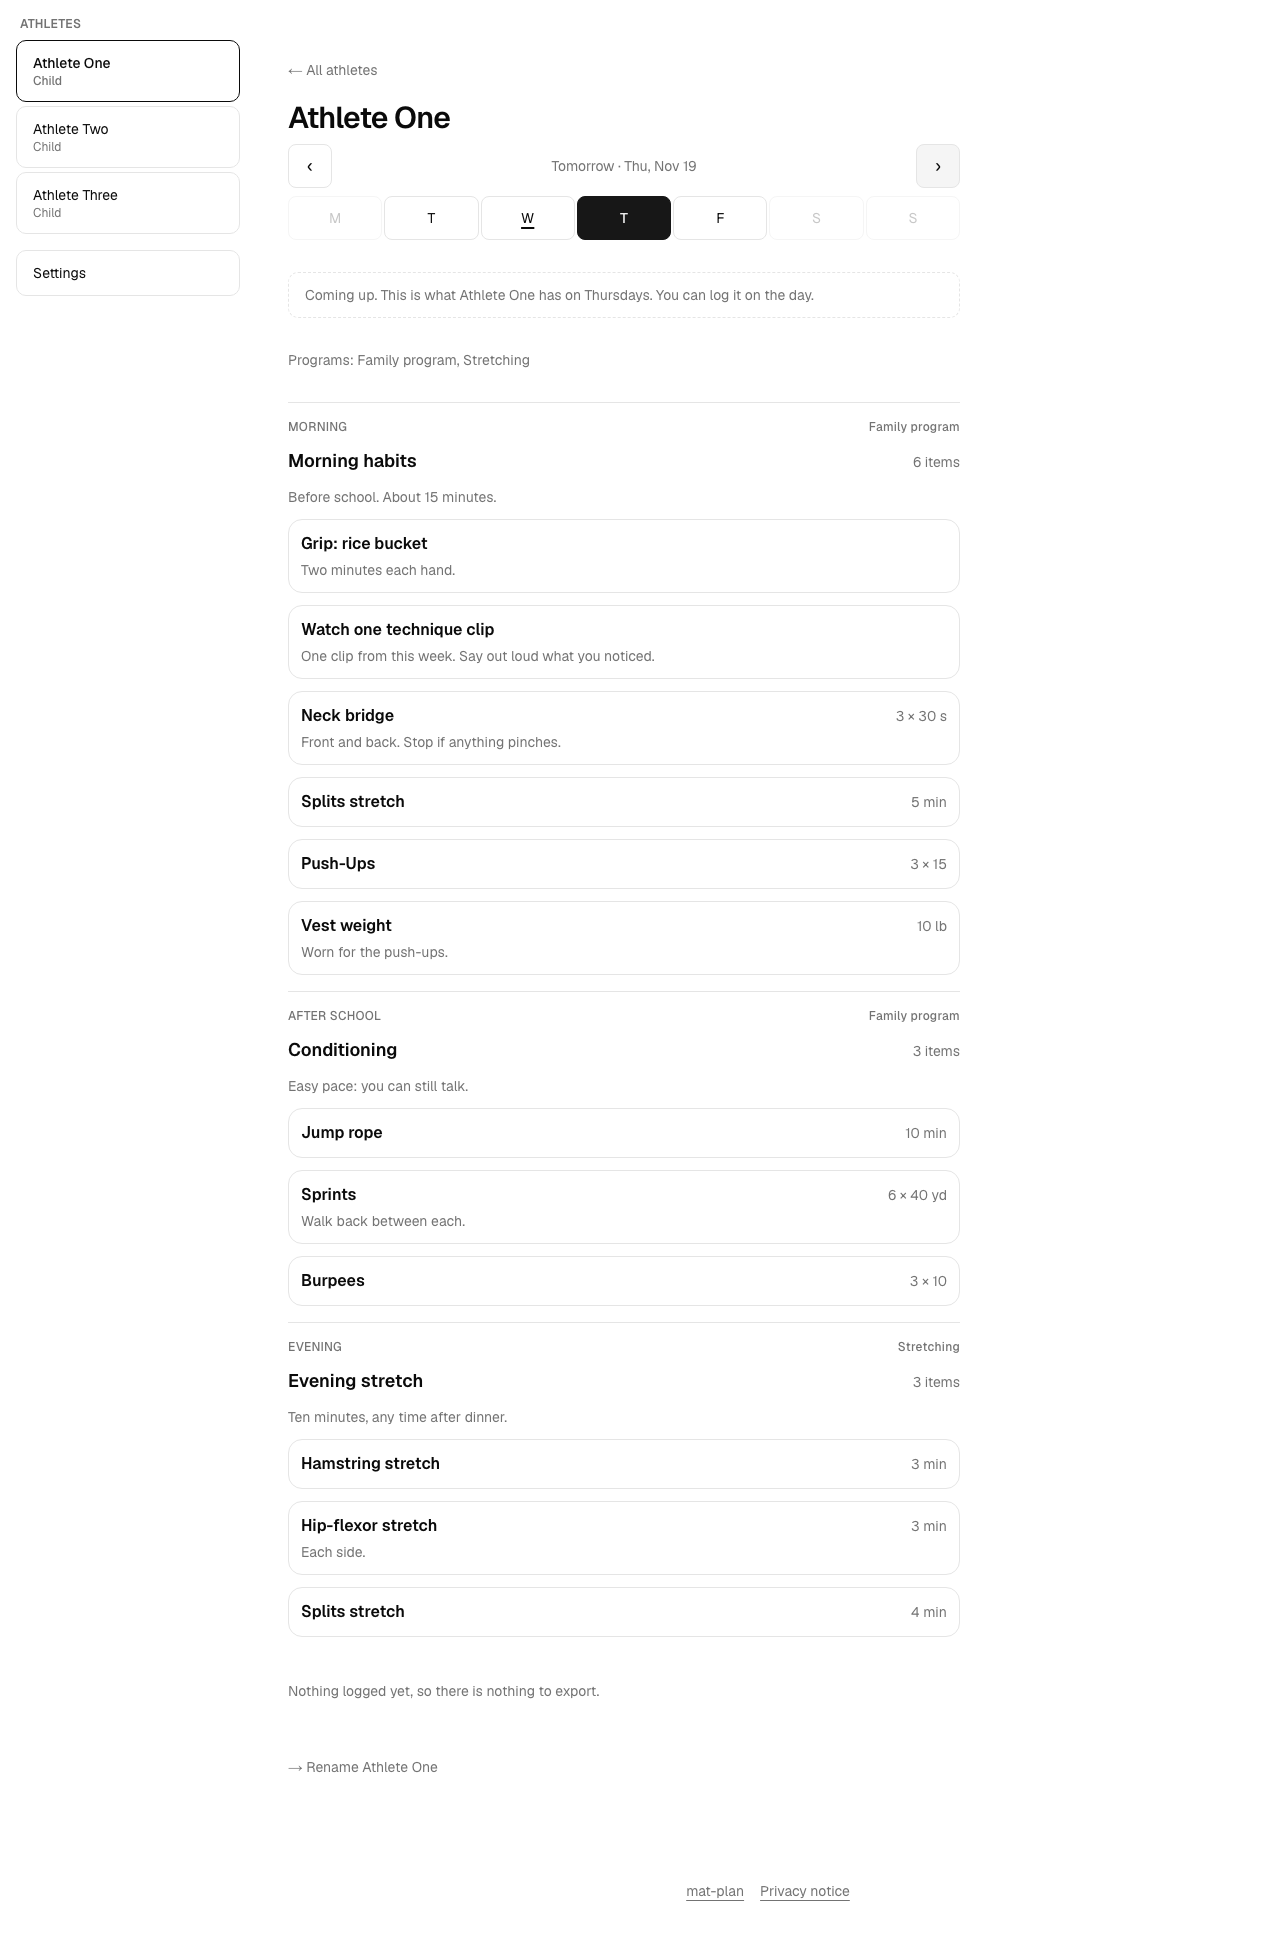 ATHLETES
Athlete One
Child
Athlete Two
Child
Athlete Three
Child
Settings
← All athletes
Athlete One
‹ Tomorrow · Thu, Nov 19 ›
M T W T F S S
Coming up. This is what Athlete One has on Thursdays. You can log it on the day.
Programs: Family program, Stretching
MORNING Family program
Morning habits 6 items
Before school. About 15 minutes.
Grip: rice bucket
Two minutes each hand.
Watch one technique clip
One clip from this week. Say out loud what you noticed.
Neck bridge 3 × 30 s
Front and back. Stop if anything pinches.
Splits stretch 5 min
Push-Ups 3 × 15
Vest weight 10 lb
Worn for the push-ups.
AFTER SCHOOL Family program
Conditioning 3 items
Easy pace: you can still talk.
Jump rope 10 min
Sprints 6 × 40 yd
Walk back between each.
Burpees 3 × 10
EVENING Stretching
Evening stretch 3 items
Ten minutes, any time after dinner.
Hamstring stretch 3 min
Hip-flexor stretch 3 min
Each side.
Splits stretch 4 min
Nothing logged yet, so there is nothing to export.
→ Rename Athlete One
mat-plan Privacy notice